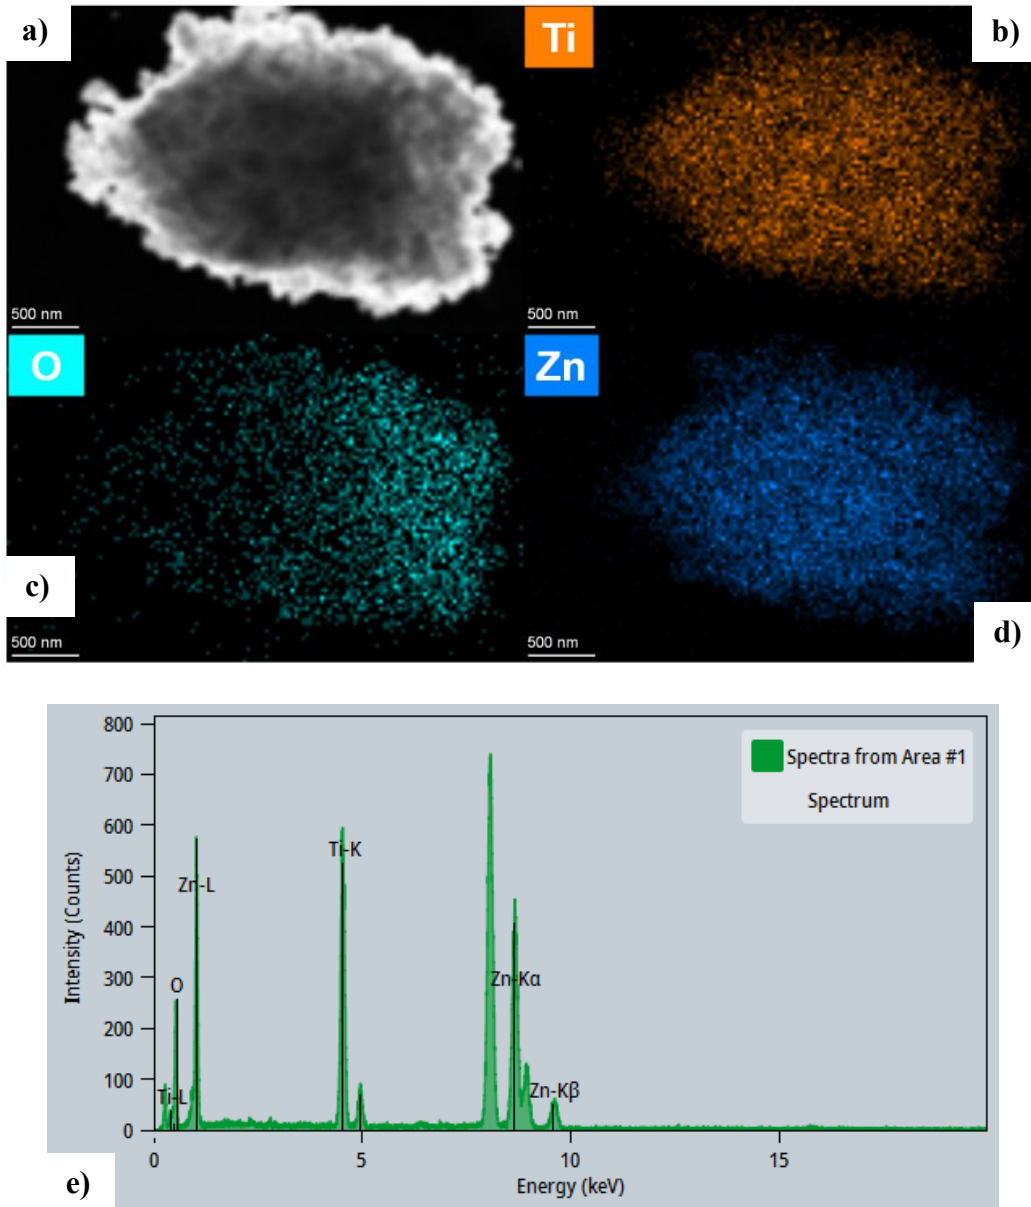 a)
Ti
b)
500 nm
500 nm
O
Zn
c)
500 nm
500 nm
d)
800
700
600
500
400
300
200
100
0
Intensity (Counts)
Spectra from Area #1
Spectrum
Ti-L
O
Zn-L
Ti-K
Zn-Kα
Zn-Kβ
0
5
10
15
Energy (keV)
e)